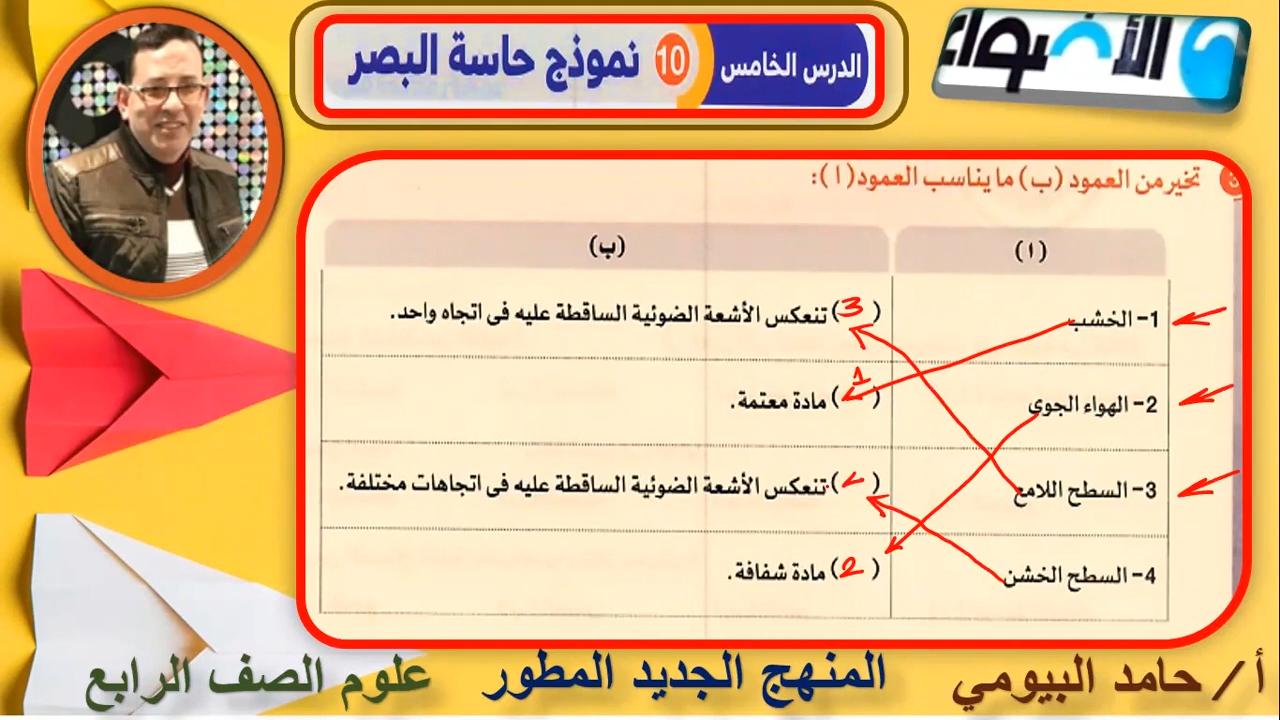 الأضواء
الدرس الخامس 10 نموذج حاسة البصر
3 تخير من العمود (ب) ما يناسب العمود (ا):
(ا) (ب)
1- الخشب (3) تنعكس الأشعة الضوئية الساقطة عليه فى اتجاه واحد.
2- الهواء الجوى (1) مادة معتمة.
3- السطح اللامع ( ) تنعكس الأشعة الضوئية الساقطة عليه فى اتجاهات مختلفة.
4- السطح الخشن (2) مادة شفافة.
أ/ حامد البيومي المنهج الجديد المطور علوم الصف الرابع